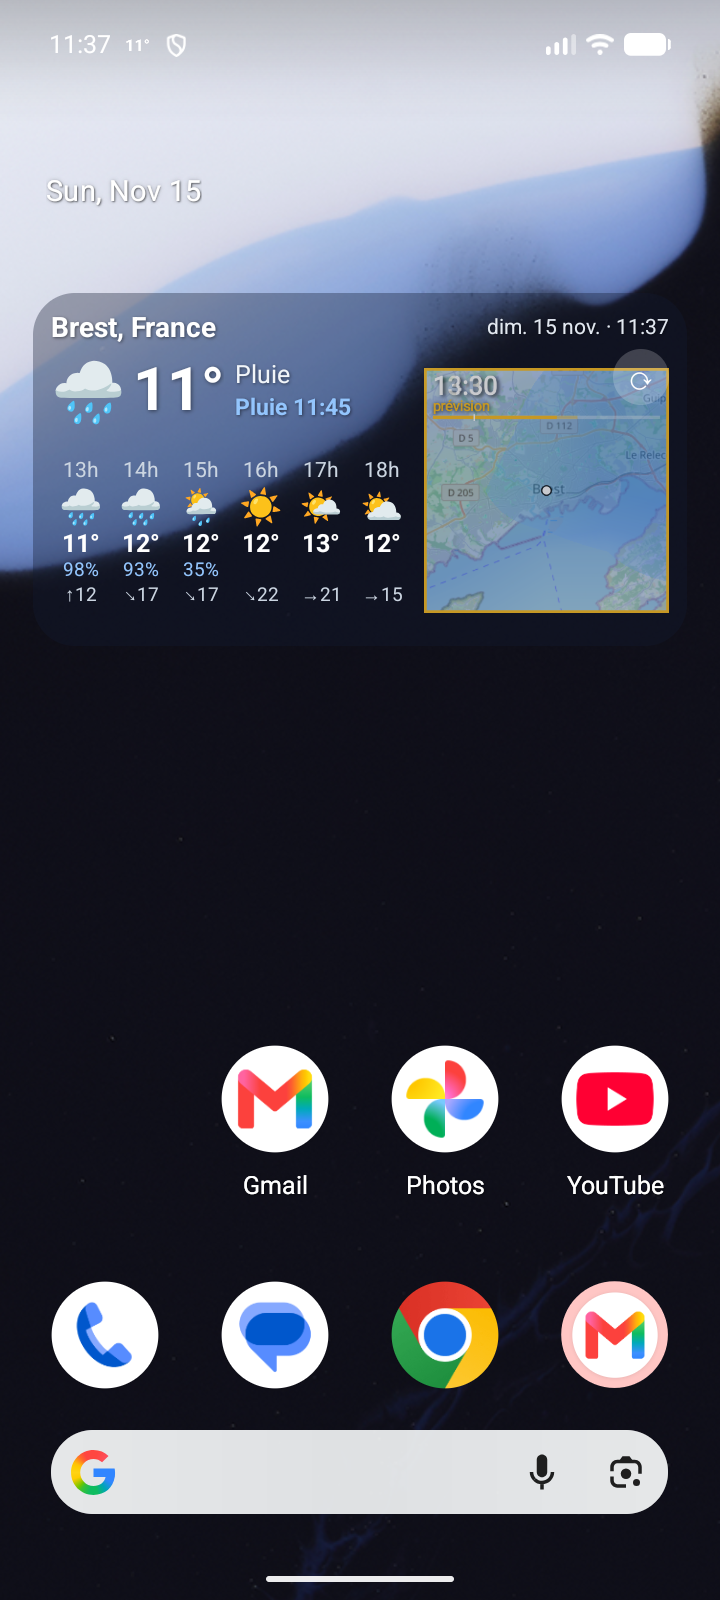 11:37 11°
Sun, Nov 15
Brest, France
dim. 15 nov. · 11:37
11°
Pluie
Pluie 11:45
13:30
prévision
Guip
D 112
D 5
Le Relec
D 205
Brest
13h 14h 15h 16h 17h 18h
11° 12° 12° 12° 13° 12°
98% 93% 35%
↑12 ↘17 ↘17 ↘22 →21 →15
Gmail Photos YouTube